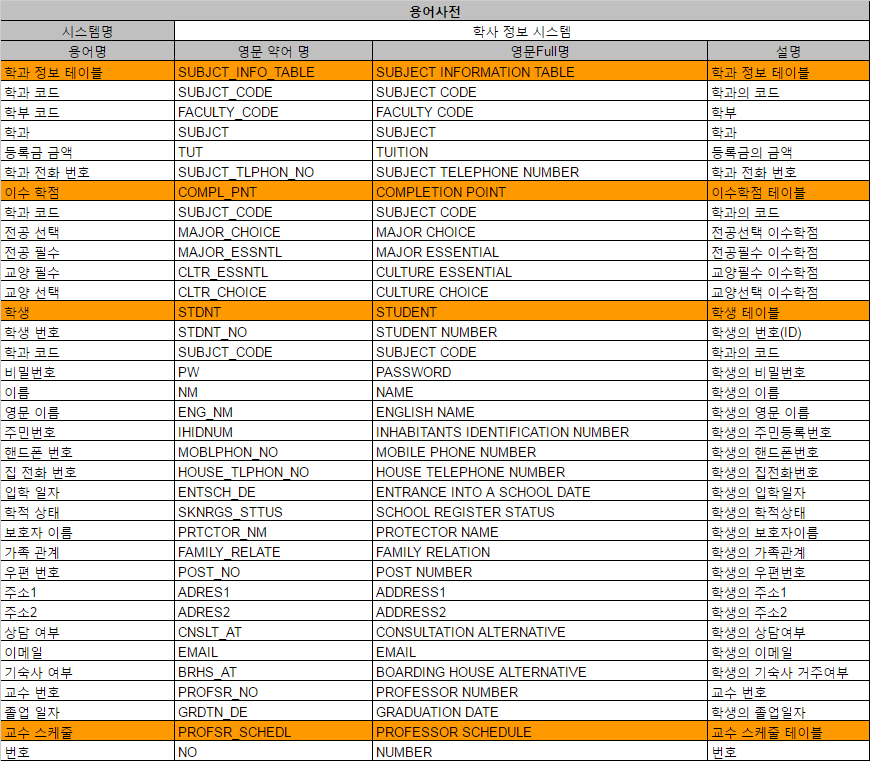 용어사전
시스템명 학사 정보 시스템
용어명 영문 약어 명 영문Full명 설명
학과 정보 테이블 SUBJCT_INFO_TABLE SUBJECT INFORMATION TABLE 학과 정보 테이블
학과 코드 SUBJCT_CODE SUBJECT CODE 학과의 코드
학부 코드 FACULTY_CODE FACULTY CODE 학부
학과 SUBJCT SUBJECT 학과
등록금 금액 TUT TUITION 등록금의 금액
학과 전화 번호 SUBJCT_TLPHON_NO SUBJECT TELEPHONE NUMBER 학과 전화 번호
이수 학점 COMPL_PNT COMPLETION POINT 이수학점 테이블
학과 코드 SUBJCT_CODE SUBJECT CODE 학과의 코드
전공 선택 MAJOR_CHOICE MAJOR CHOICE 전공선택 이수학점
전공 필수 MAJOR_ESSNTL MAJOR ESSENTIAL 전공필수 이수학점
교양 필수 CLTR_ESSNTL CULTURE ESSENTIAL 교양필수 이수학점
교양 선택 CLTR_CHOICE CULTURE CHOICE 교양선택 이수학점
학생 STDNT STUDENT 학생 테이블
학생 번호 STDNT_NO STUDENT NUMBER 학생의 번호(ID)
학과 코드 SUBJCT_CODE SUBJECT CODE 학과의 코드
비밀번호 PW PASSWORD 학생의 비밀번호
이름 NM NAME 학생의 이름
영문 이름 ENG_NM ENGLISH NAME 학생의 영문 이름
주민번호 IHIDNUM INHABITANTS IDENTIFICATION NUMBER 학생의 주민등록번호
핸드폰 번호 MOBLPHON_NO MOBILE PHONE NUMBER 학생의 핸드폰번호
집 전화 번호 HOUSE_TLPHON_NO HOUSE TELEPHONE NUMBER 학생의 집전화번호
입학 일자 ENTSCH_DE ENTRANCE INTO A SCHOOL DATE 학생의 입학일자
학적 상태 SKNRGS_STTUS SCHOOL REGISTER STATUS 학생의 학적상태
보호자 이름 PRTCTOR_NM PROTECTOR NAME 학생의 보호자이름
가족 관계 FAMILY_RELATE FAMILY RELATION 학생의 가족관계
우편 번호 POST_NO POST NUMBER 학생의 우편번호
주소1 ADRES1 ADDRESS1 학생의 주소1
주소2 ADRES2 ADDRESS2 학생의 주소2
상담 여부 CNSLT_AT CONSULTATION ALTERNATIVE 학생의 상담여부
이메일 EMAIL EMAIL 학생의 이메일
기숙사 여부 BRHS_AT BOARDING HOUSE ALTERNATIVE 학생의 기숙사 거주여부
교수 번호 PROFSR_NO PROFESSOR NUMBER 교수 번호
졸업 일자 GRDTN_DE GRADUATION DATE 학생의 졸업일자
교수 스케줄 PROFSR_SCHEDL PROFESSOR SCHEDULE 교수 스케줄 테이블
번호 NO NUMBER 번호